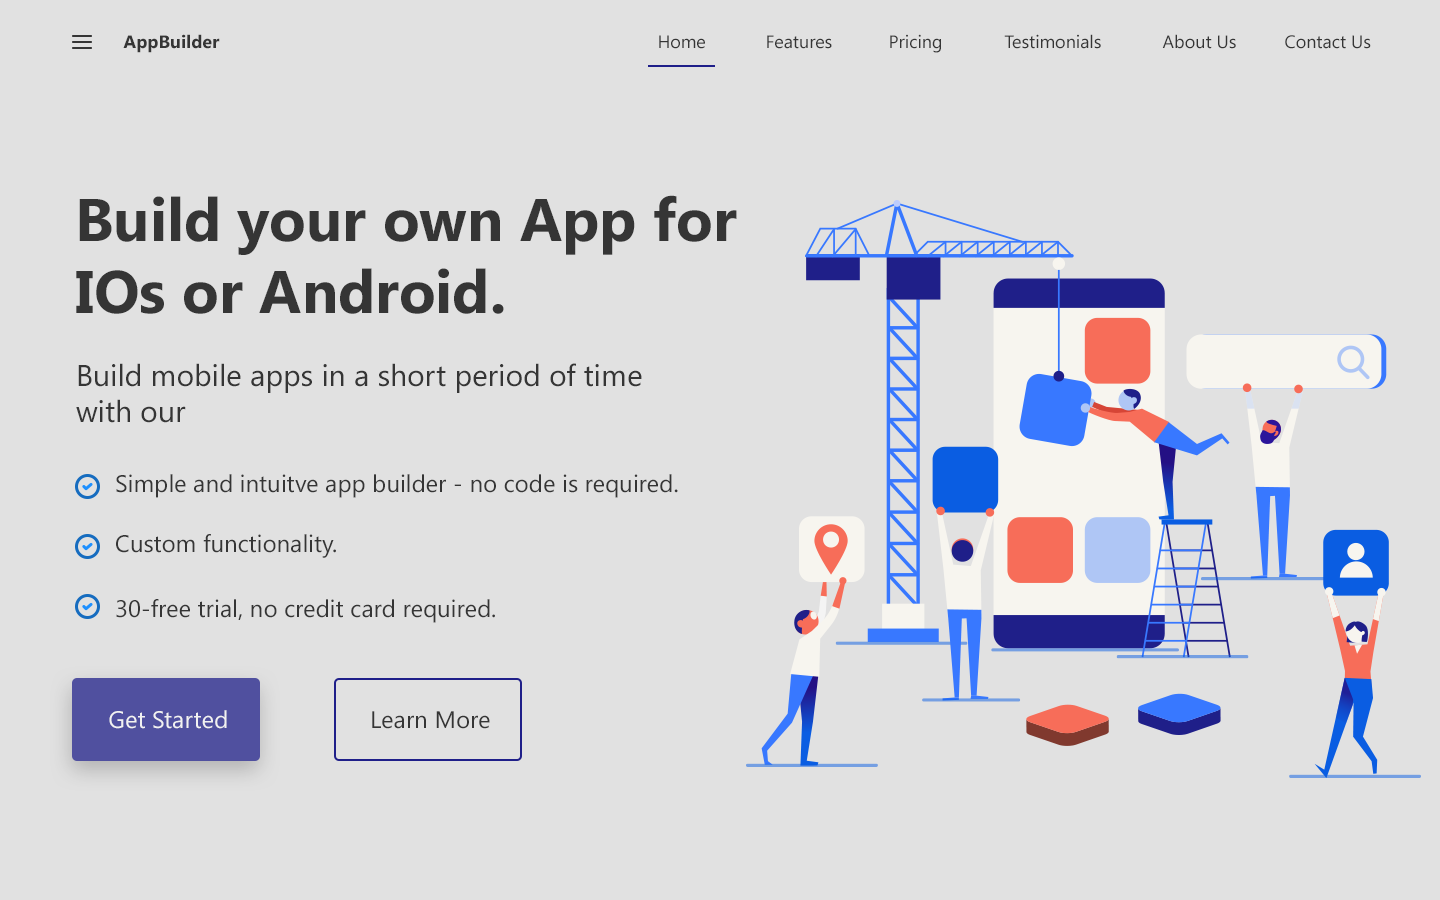 AppBuilder
Home
Features
Pricing
Testimonials
About Us
Contact Us
Build your own App for
IOs or Android.
Build mobile apps in a short period of time
with our
Simple and intuitve app builder - no code is required.
Custom functionality.
30-free trial, no credit card required.
Get Started
Learn More